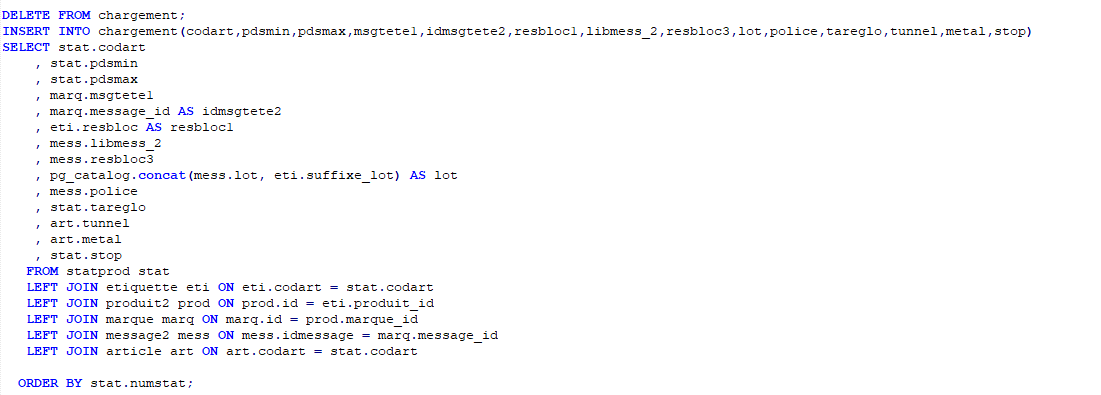 DELETE FROM chargement;
INSERT INTO chargement(codart,pdsmin,pdsmax,msgtete1,idmsgtete2,resbloc1,libmess_2,resbloc3,lot,police,tareglo,tunnel,metal,stop)
SELECT stat.codart
, stat.pdsmin
, stat.pdsmax
, marq.msgtete1
, marq.message_id AS idmsgtete2
, eti.resbloc AS resbloc1
, mess.libmess_2
, mess.resbloc3
, pg_catalog.concat(mess.lot, eti.suffixe_lot) AS lot
, mess.police
, stat.tareglo
, art.tunnel
, art.metal
, stat.stop
FROM statprod stat
LEFT JOIN etiquette eti ON eti.codart = stat.codart
LEFT JOIN produit2 prod ON prod.id = eti.produit_id
LEFT JOIN marque marq ON marq.id = prod.marque_id
LEFT JOIN message2 mess ON mess.idmessage = marq.message_id
LEFT JOIN article art ON art.codart = stat.codart
ORDER BY stat.numstat;